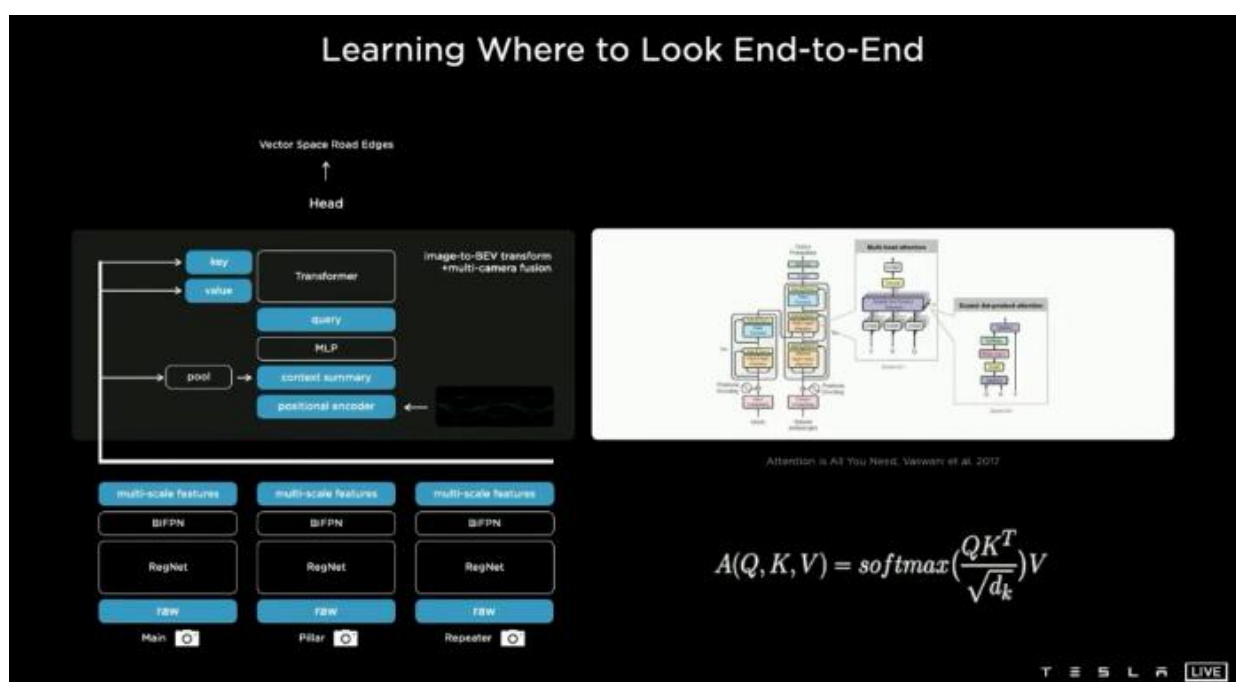 Learning Where to Look End-to-End
Vector Space Road Edges
Head
image-to-BEV transform
+multi-camera fusion
key
value
Transformer
query
MLP
pool
context summary
positional encoder
multi-scale features
multi-scale features
multi-scale features
BiFPN
BiFPN
BiFPN
RegNet
RegNet
RegNet
raw
raw
raw
Main
Pillar
Repeater
Multi-head attention
Scaled dot-product attention
Attention is All You Need, Vaswani et al. 2017
A(Q, K, V) = softmax(QK^T/√d_k)V
TESLA LIVE